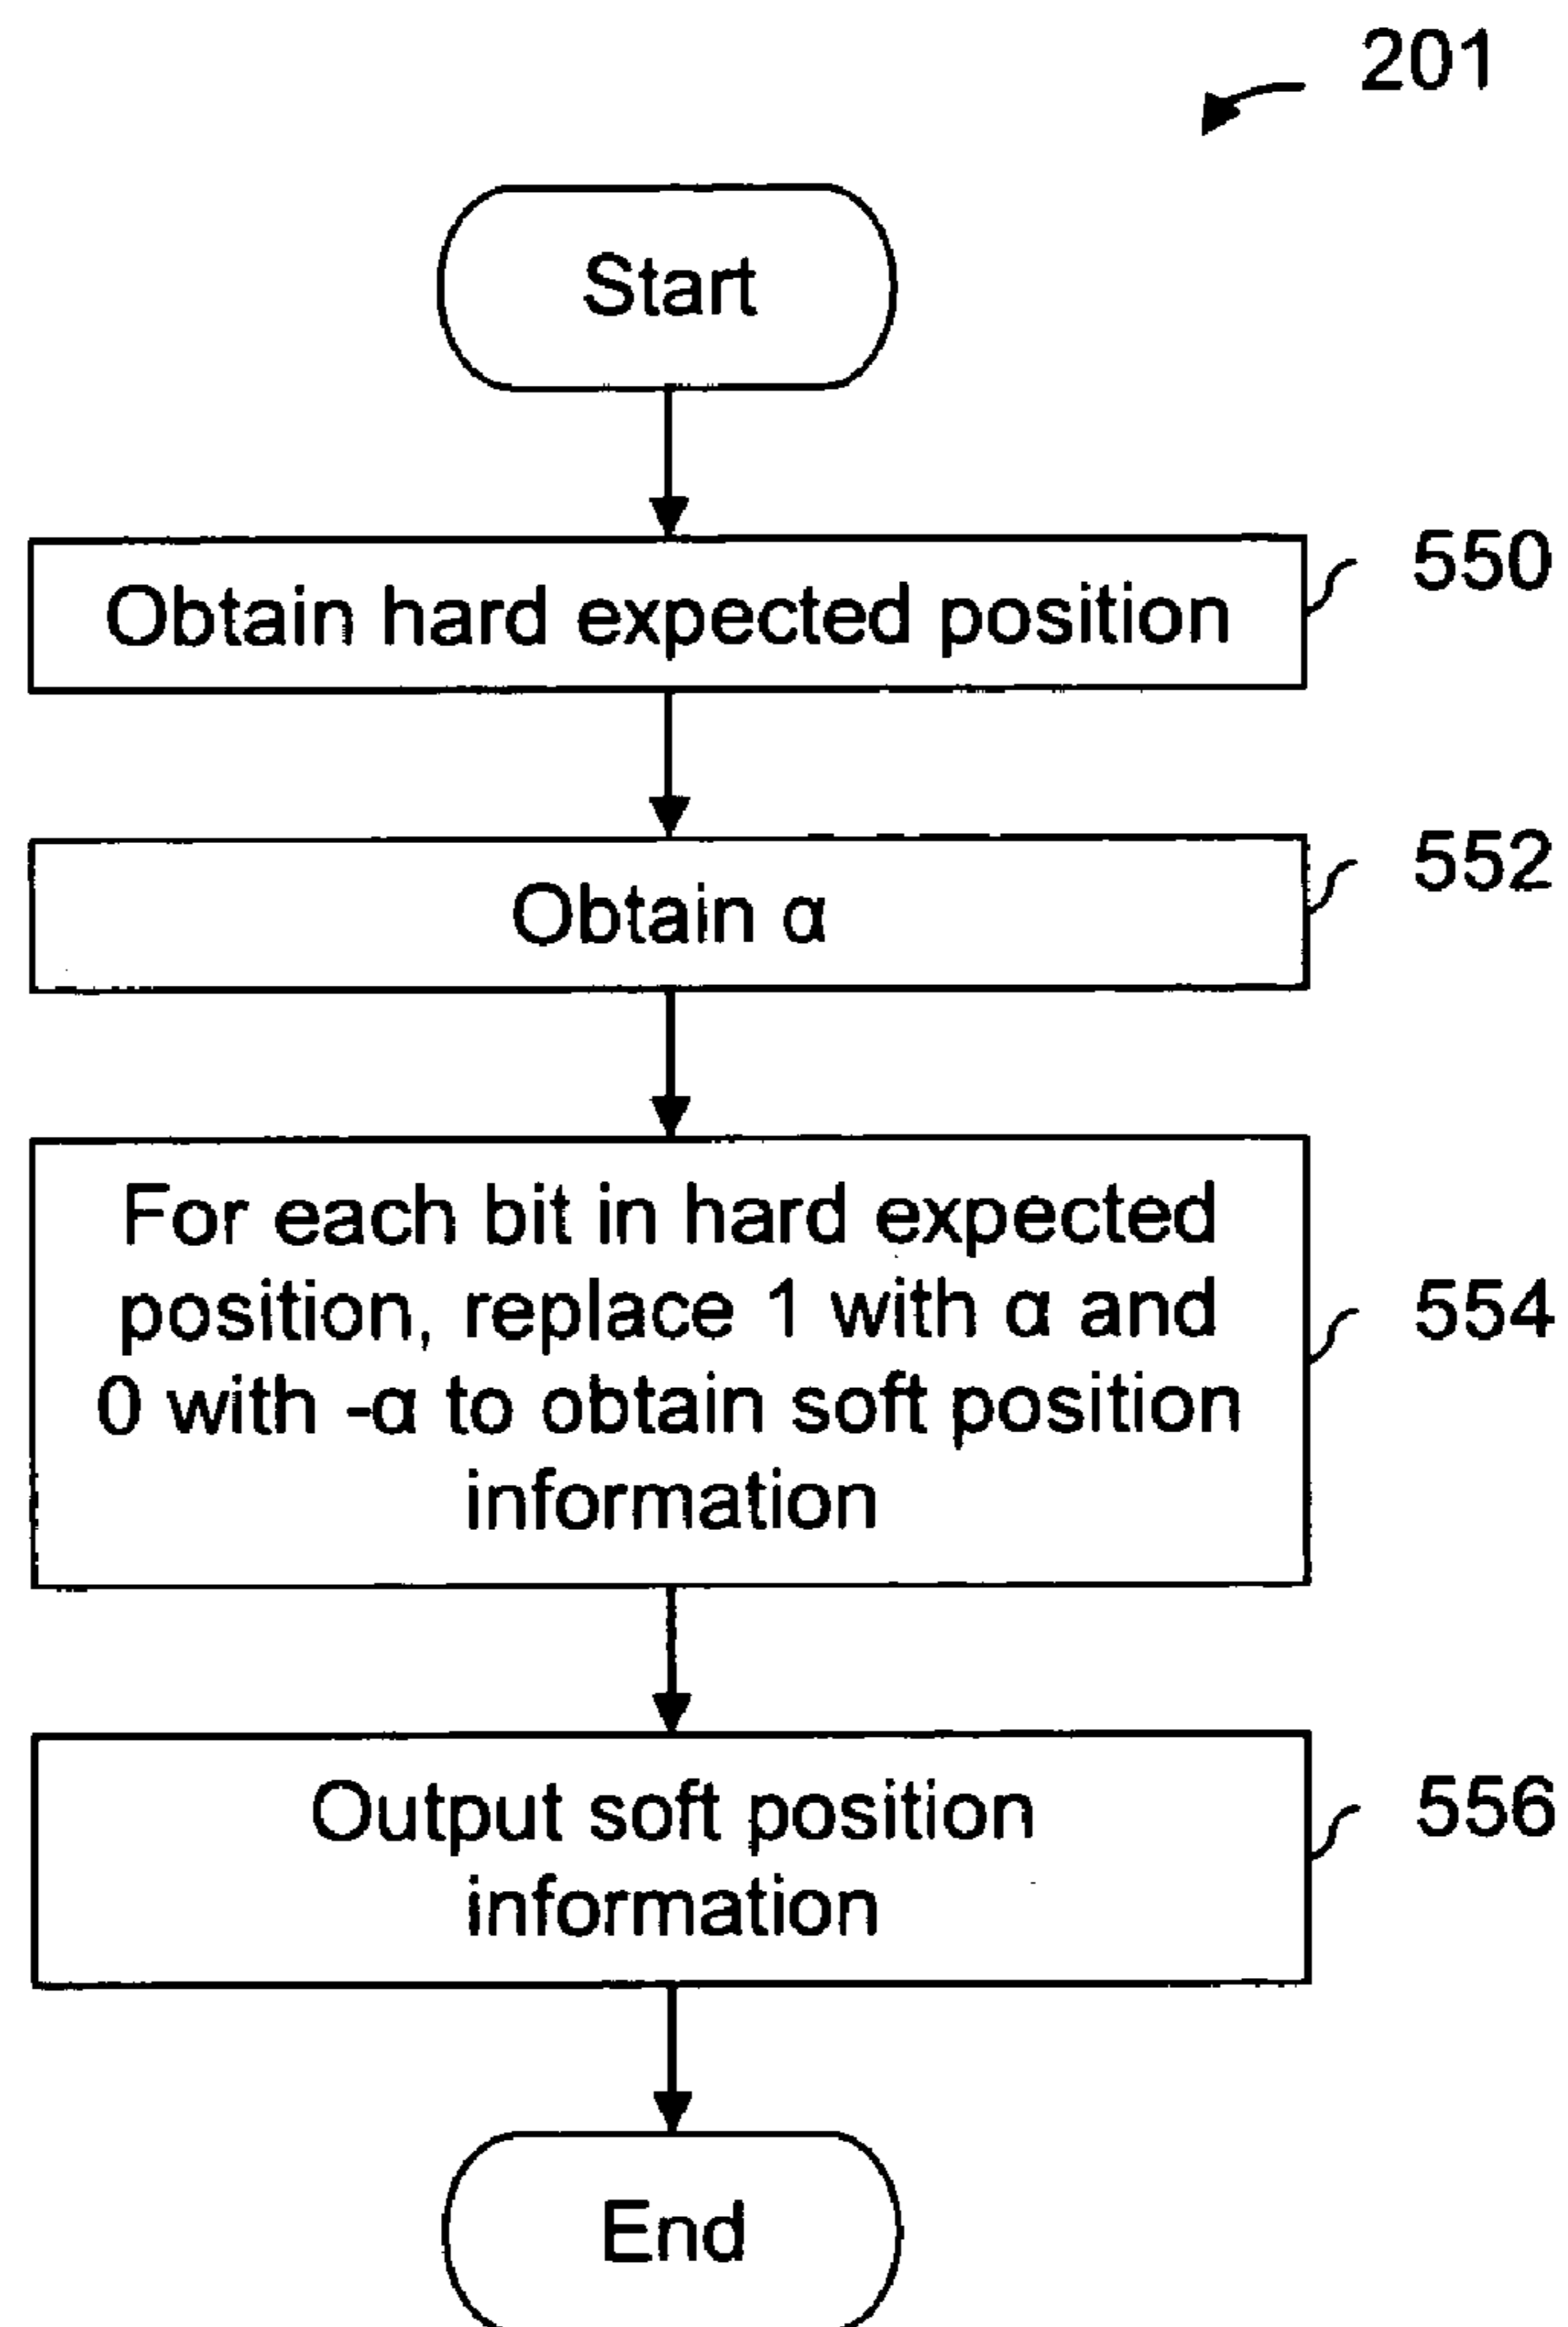 201
Start
Obtain hard expected position
550
Obtain α
552
For each bit in hard expected
position, replace 1 with α and
0 with -α to obtain soft position
information
554
Output soft position
information
556
End